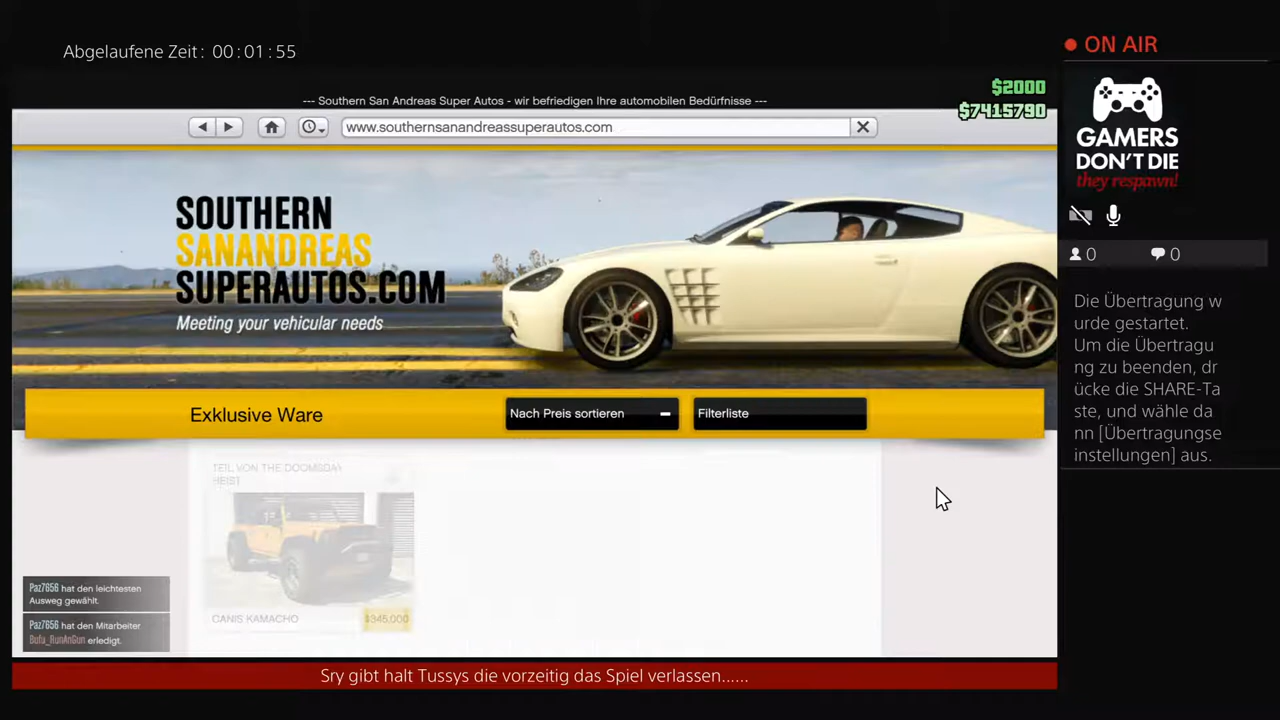 Abgelaufene Zeit: 00:01:55
ON AIR
--- Southern San Andreas Super Autos - wir befriedigen Ihre automobilen Bedürfnisse ---
$2000
$7415790
www.southernsanandreassuperautos.com
GAMERS
DON'T DIE
they respawn!
SOUTHERN
SANANDREAS
SUPERAUTOS.COM
Meeting your vehicular needs
0
0
Die Übertragung w
urde gestartet.
Um die Übertragu
ng zu beenden, dr
ücke die SHARE-Ta
ste, und wähle da
nn [Übertragungse
instellungen] aus.
Exklusive Ware
Nach Preis sortieren
Filterliste
TEIL VON THE DOOMSDAY
HEIST
CANIS KAMACHO
$345,000
Paz7656 hat den leichtesten
Ausweg gewählt.
Paz7656 hat den Mitarbeiter
Bufu_RunAnGun erledigt.
Sry gibt halt Tussys die vorzeitig das Spiel verlassen......